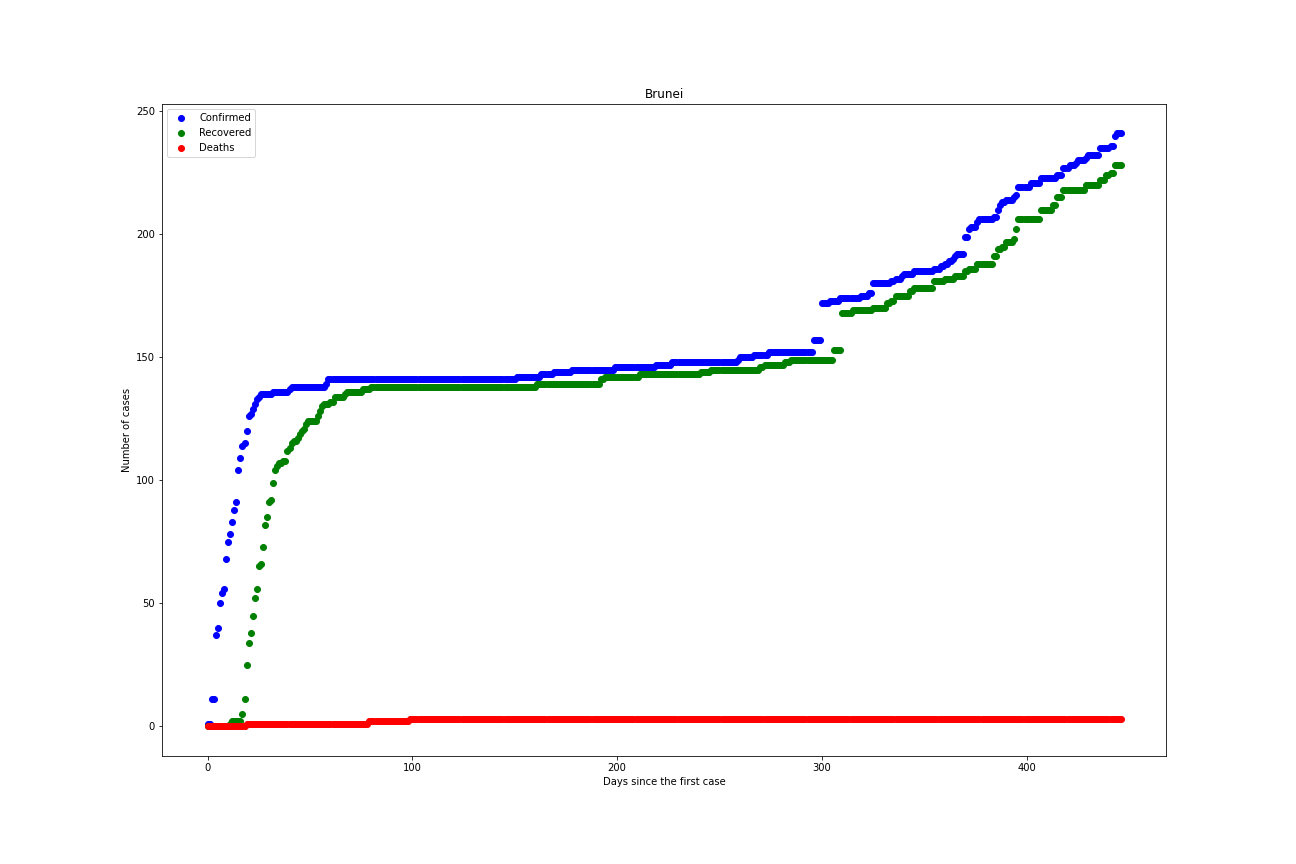 Brunei
Confirmed
Recovered
Deaths
250
200
150
100
50
0
Number of cases
0 100 200 300 400
Days since the first case